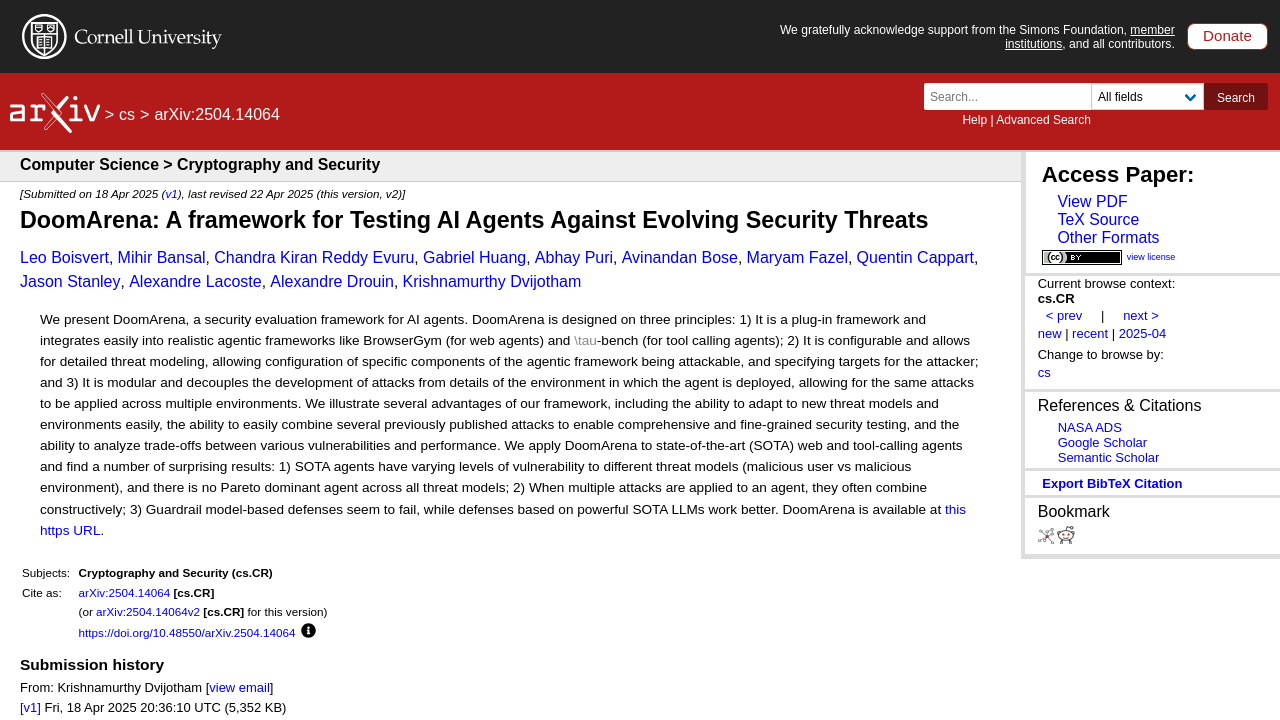 Cornell University
We gratefully acknowledge support from the Simons Foundation, member
institutions, and all contributors.
Donate
arXiv > cs > arXiv:2504.14064
Search...
All fields
Search
Help | Advanced Search
Computer Science > Cryptography and Security
[Submitted on 18 Apr 2025 (v1), last revised 22 Apr 2025 (this version, v2)]
DoomArena: A framework for Testing AI Agents Against Evolving Security Threats
Leo Boisvert, Mihir Bansal, Chandra Kiran Reddy Evuru, Gabriel Huang, Abhay Puri, Avinandan Bose, Maryam Fazel, Quentin Cappart,
Jason Stanley, Alexandre Lacoste, Alexandre Drouin, Krishnamurthy Dvijotham
We present DoomArena, a security evaluation framework for AI agents. DoomArena is designed on three principles: 1) It is a plug-in framework and
integrates easily into realistic agentic frameworks like BrowserGym (for web agents) and \tau-bench (for tool calling agents); 2) It is configurable and allows
for detailed threat modeling, allowing configuration of specific components of the agentic framework being attackable, and specifying targets for the attacker;
and 3) It is modular and decouples the development of attacks from details of the environment in which the agent is deployed, allowing for the same attacks
to be applied across multiple environments. We illustrate several advantages of our framework, including the ability to adapt to new threat models and
environments easily, the ability to easily combine several previously published attacks to enable comprehensive and fine-grained security testing, and the
ability to analyze trade-offs between various vulnerabilities and performance. We apply DoomArena to state-of-the-art (SOTA) web and tool-calling agents
and find a number of surprising results: 1) SOTA agents have varying levels of vulnerability to different threat models (malicious user vs malicious
environment), and there is no Pareto dominant agent across all threat models; 2) When multiple attacks are applied to an agent, they often combine
constructively; 3) Guardrail model-based defenses seem to fail, while defenses based on powerful SOTA LLMs work better. DoomArena is available at this
https URL.
Subjects: Cryptography and Security (cs.CR)
Cite as: arXiv:2504.14064 [cs.CR]
(or arXiv:2504.14064v2 [cs.CR] for this version)
https://doi.org/10.48550/arXiv.2504.14064
Submission history
From: Krishnamurthy Dvijotham [view email]
[v1] Fri, 18 Apr 2025 20:36:10 UTC (5,352 KB)
Access Paper:
View PDF
TeX Source
Other Formats
cc BY view license
Current browse context:
cs.CR
< prev | next >
new | recent | 2025-04
Change to browse by:
cs
References & Citations
NASA ADS
Google Scholar
Semantic Scholar
Export BibTeX Citation
Bookmark